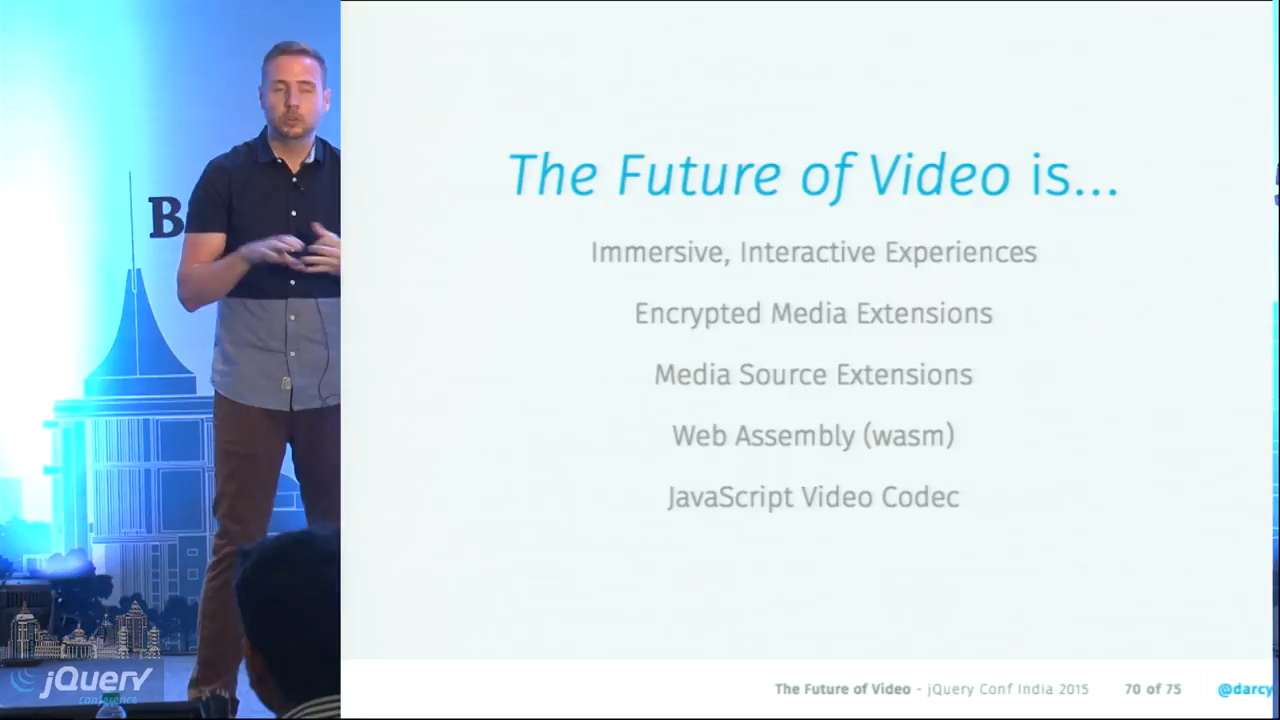 The Future of Video is...
Immersive, Interactive Experiences
Encrypted Media Extensions
Media Source Extensions
Web Assembly (wasm)
JavaScript Video Codec
The Future of Video - jQuery Conf India 2015 70 of 75 @darcy
B
jQuery
conference